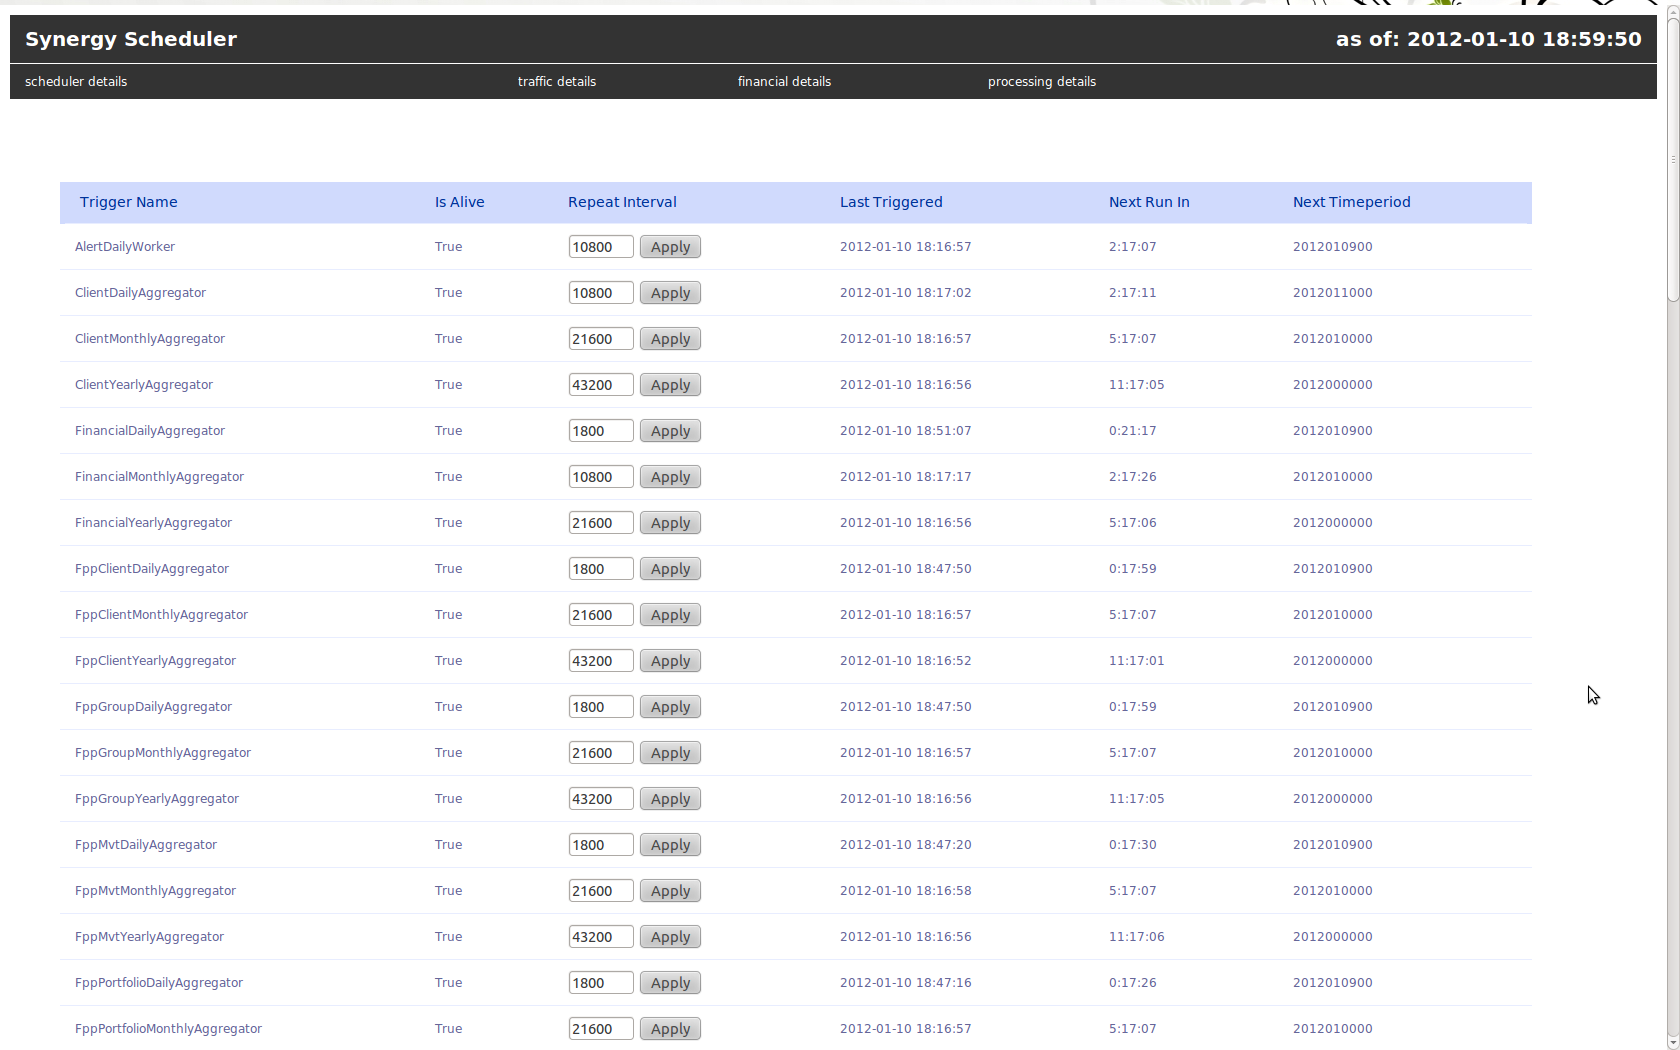 Synergy Scheduler as of: 2012-01-10 18:59:50
scheduler details traffic details financial details processing details
Trigger Name Is Alive Repeat Interval Last Triggered Next Run In Next Timeperiod
AlertDailyWorker True 10800 Apply 2012-01-10 18:16:57 2:17:07 2012010900
ClientDailyAggregator True 10800 Apply 2012-01-10 18:17:02 2:17:11 2012011000
ClientMonthlyAggregator True 21600 Apply 2012-01-10 18:16:57 5:17:07 2012010000
ClientYearlyAggregator True 43200 Apply 2012-01-10 18:16:56 11:17:05 2012000000
FinancialDailyAggregator True 1800 Apply 2012-01-10 18:51:07 0:21:17 2012010900
FinancialMonthlyAggregator True 10800 Apply 2012-01-10 18:17:17 2:17:26 2012010000
FinancialYearlyAggregator True 21600 Apply 2012-01-10 18:16:56 5:17:06 2012000000
FppClientDailyAggregator True 1800 Apply 2012-01-10 18:47:50 0:17:59 2012010900
FppClientMonthlyAggregator True 21600 Apply 2012-01-10 18:16:57 5:17:07 2012010000
FppClientYearlyAggregator True 43200 Apply 2012-01-10 18:16:52 11:17:01 2012000000
FppGroupDailyAggregator True 1800 Apply 2012-01-10 18:47:50 0:17:59 2012010900
FppGroupMonthlyAggregator True 21600 Apply 2012-01-10 18:16:57 5:17:07 2012010000
FppGroupYearlyAggregator True 43200 Apply 2012-01-10 18:16:56 11:17:05 2012000000
FppMvtDailyAggregator True 1800 Apply 2012-01-10 18:47:20 0:17:30 2012010900
FppMvtMonthlyAggregator True 21600 Apply 2012-01-10 18:16:58 5:17:07 2012010000
FppMvtYearlyAggregator True 43200 Apply 2012-01-10 18:16:56 11:17:06 2012000000
FppPortfolioDailyAggregator True 1800 Apply 2012-01-10 18:47:16 0:17:26 2012010900
FppPortfolioMonthlyAggregator True 21600 Apply 2012-01-10 18:16:57 5:17:07 2012010000